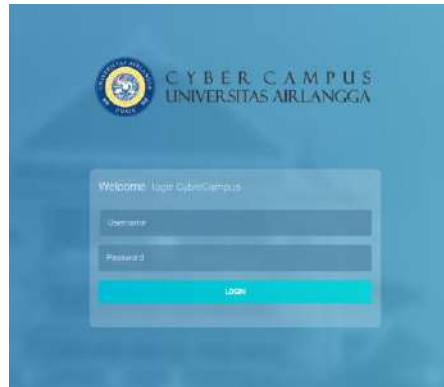 CYBER CAMPUS
UNIVERSITAS AIRLANGGA
Welcome login CyberCampus
Username
Password
LOGIN